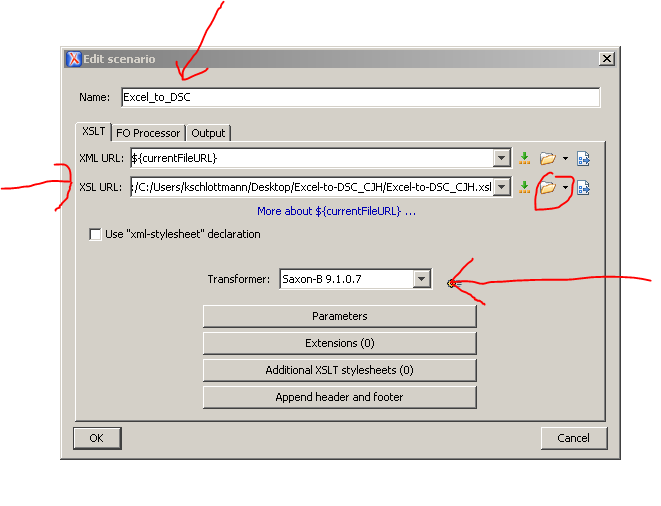 Edit scenario
Name: Excel_to_DSC
XSLT FO Processor Output
XML URL: ${currentFileURL}
XSL URL: :/C:/Users/kschlottmann/Desktop/Excel-to-DSC_CJH/Excel-to-DSC_CJH.xsl
More about ${currentFileURL} ...
Use "xml-stylesheet" declaration
Transformer: Saxon-B 9.1.0.7
Parameters
Extensions (0)
Additional XSLT stylesheets (0)
Append header and footer
OK Cancel